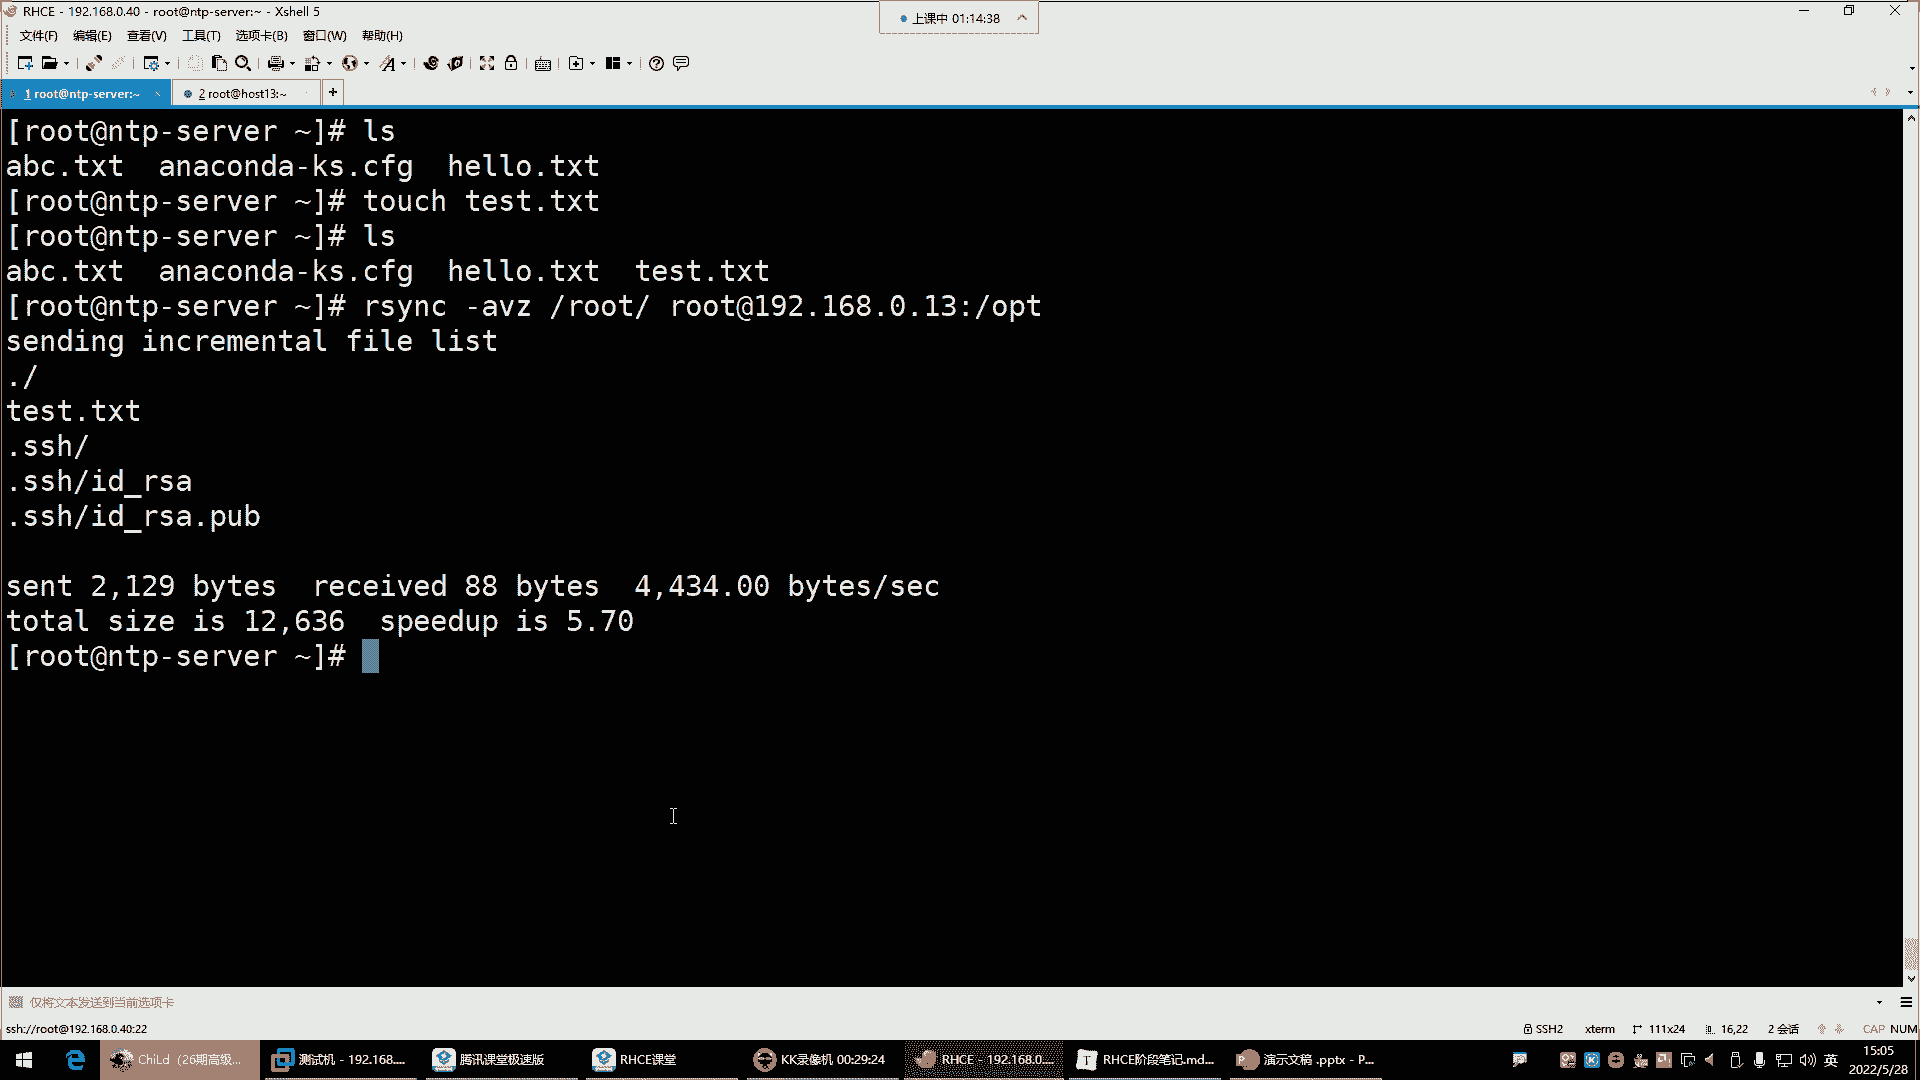 RHCE - 192.168.0.40 - root@ntp-server:~ - Xshell 5
上课中 01:14:38
文件(F) 编辑(E) 查看(V) 工具(T) 选项卡(B) 窗口(W) 帮助(H)
1 root@ntp-server:~ 2 root@host13:~
[root@ntp-server ~]# ls
abc.txt  anaconda-ks.cfg  hello.txt
[root@ntp-server ~]# touch test.txt
[root@ntp-server ~]# ls
abc.txt  anaconda-ks.cfg  hello.txt  test.txt
[root@ntp-server ~]# rsync -avz /root/ root@192.168.0.13:/opt
sending incremental file list
./
test.txt
.ssh/
.ssh/id_rsa
.ssh/id_rsa.pub
sent 2,129 bytes  received 88 bytes  4,434.00 bytes/sec
total size is 12,636  speedup is 5.70
[root@ntp-server ~]#
仅将文本发送到当前选项卡
ssh://root@192.168.0.40:22 SSH2 xterm 111x24 16,22 2 会话 CAP NUM
ChiLd（26期高级... 测试机 - 192.168.... 腾讯课堂极速版 RHCE课堂 KK录像机 00:29:24 RHCE - 192.168.0.... RHCE阶段笔记.md... 演示文稿 .pptx - P... 英 15:05
2022/5/28